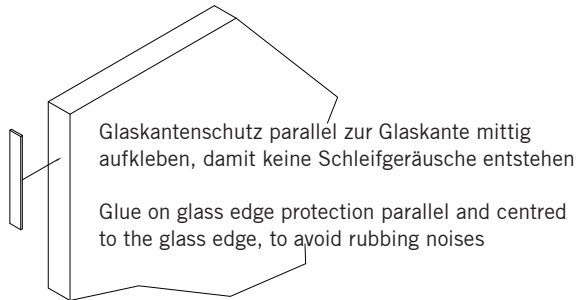 Glaskantenschutz parallel zur Glaskante mittig
aufkleben, damit keine Schleifgeräusche entstehen
Glue on glass edge protection parallel and centred
to the glass edge, to avoid rubbing noises